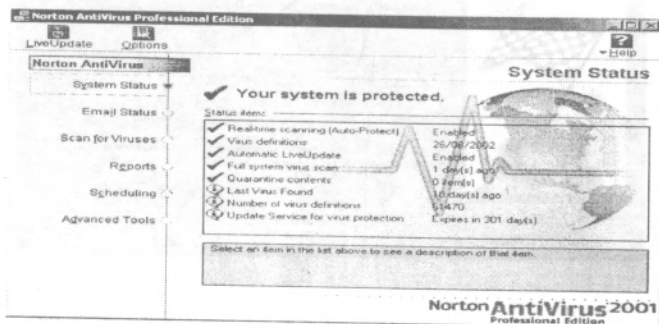 Norton AntiVirus Professional Edition
LiveUpdate Options
Help
Norton AntiVirus
System Status
System Status
Your system is protected.
Email Status
Status items
Real-time scanning (Auto-Protect) Enabled
Virus definitions 26/08/2002
Scan for Viruses
Automatic LiveUpdate Enabled
Full system virus scan 1 day(s) ago
Reports
Quarantine contents 0 item(s)
Last Virus Found day(s) ago
Scheduling
Number of virus definitions 61470
Update Service for virus protection Expires in 301 day(s)
Advanced Tools
Select an item in the list above to see a description of that item.
Norton AntiVirus 2001
Professional Edition